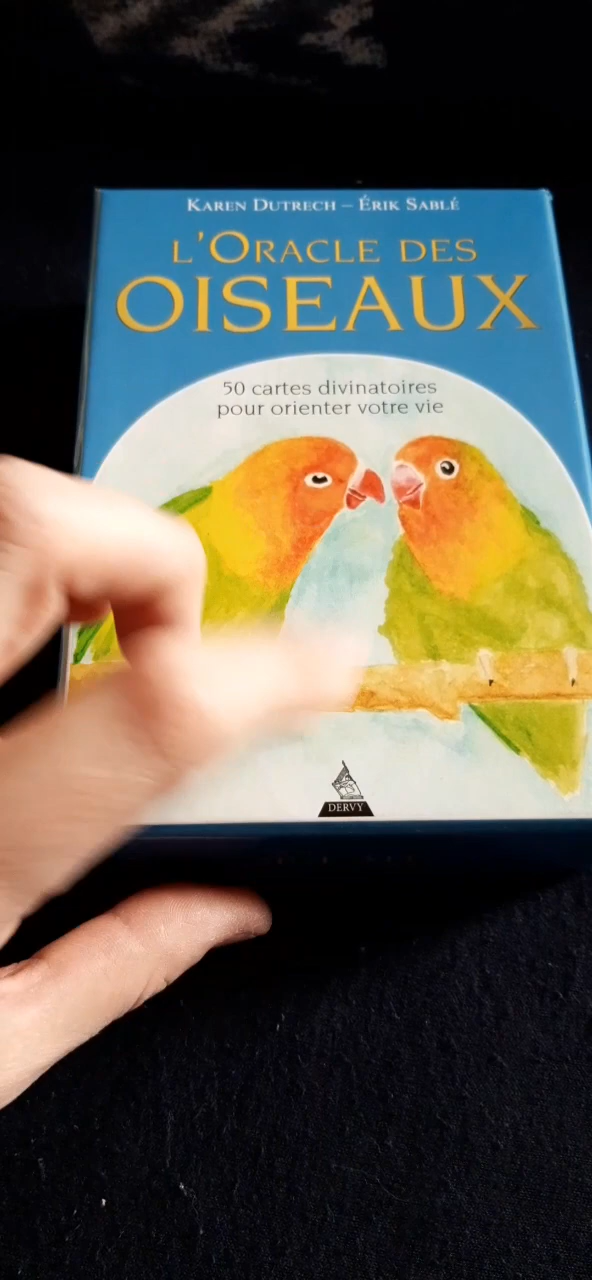 KAREN DUTRECH – ÉRIK SABLÉ
L'ORACLE DES
OISEAUX
50 cartes divinatoires
pour orienter votre vie
DERVY